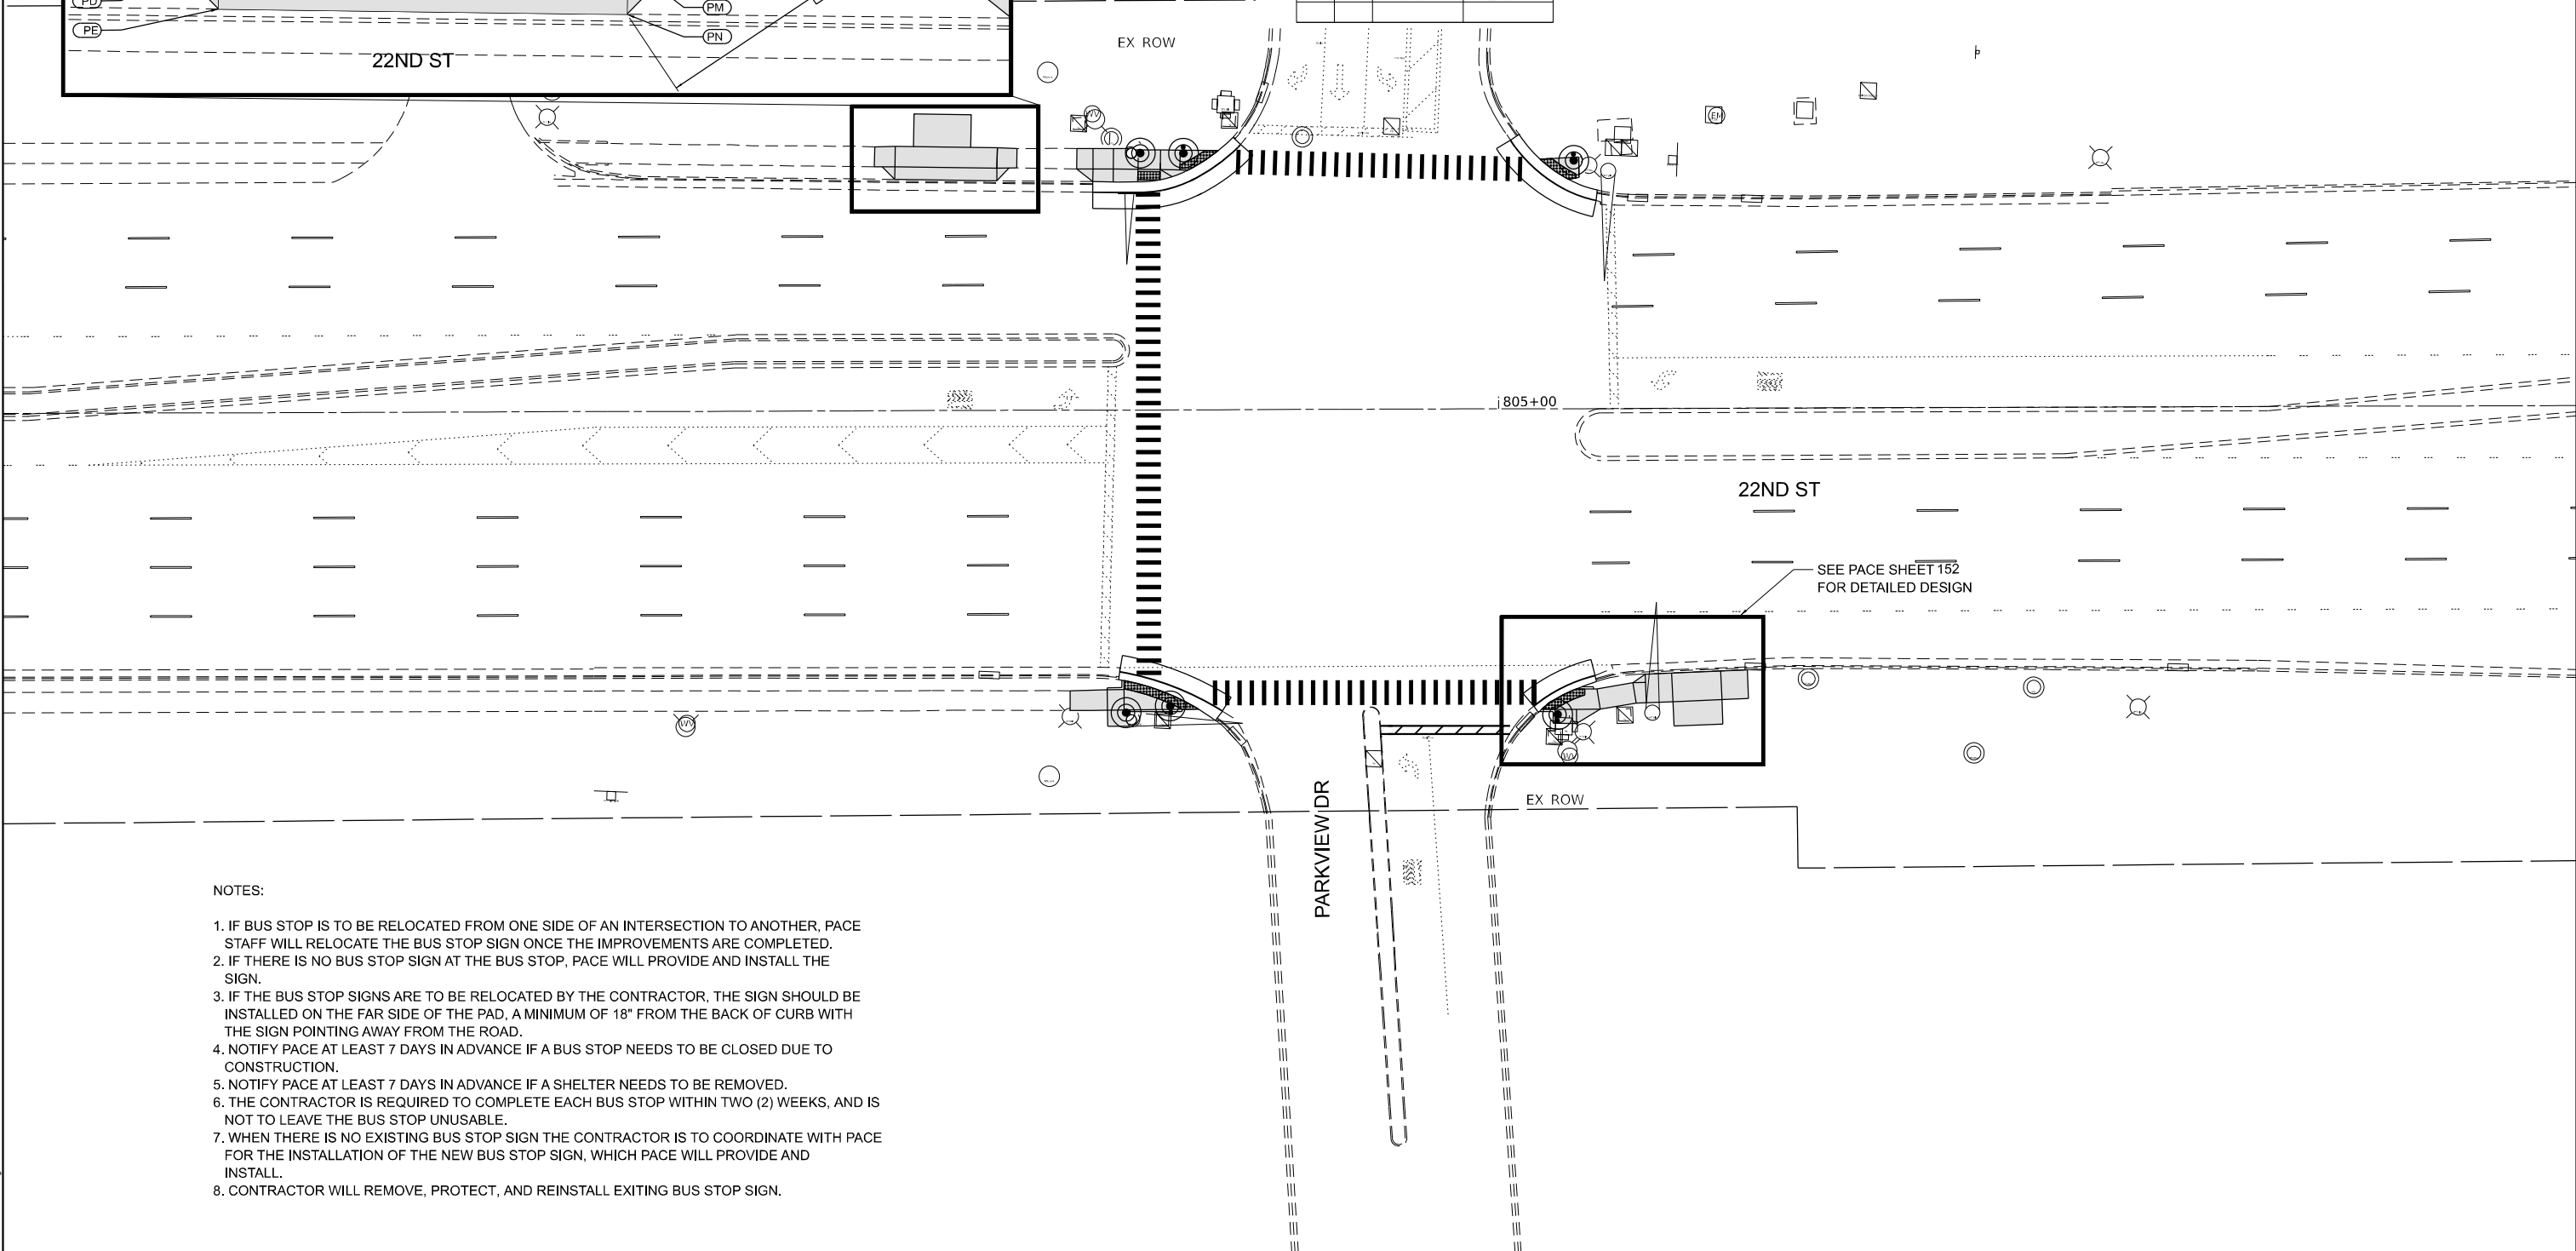 PD
PE
PM
PN
22ND ST
EX ROW
WV
EM
805+00
22ND ST
SEE PACE SHEET 152
FOR DETAILED DESIGN
WV
WV
EX ROW
PARKVIEW DR
NOTES:
1. IF BUS STOP IS TO BE RELOCATED FROM ONE SIDE OF AN INTERSECTION TO ANOTHER, PACE
STAFF WILL RELOCATE THE BUS STOP SIGN ONCE THE IMPROVEMENTS ARE COMPLETED.
2. IF THERE IS NO BUS STOP SIGN AT THE BUS STOP, PACE WILL PROVIDE AND INSTALL THE
SIGN.
3. IF THE BUS STOP SIGNS ARE TO BE RELOCATED BY THE CONTRACTOR, THE SIGN SHOULD BE
INSTALLED ON THE FAR SIDE OF THE PAD, A MINIMUM OF 18" FROM THE BACK OF CURB WITH
THE SIGN POINTING AWAY FROM THE ROAD.
4. NOTIFY PACE AT LEAST 7 DAYS IN ADVANCE IF A BUS STOP NEEDS TO BE CLOSED DUE TO
CONSTRUCTION.
5. NOTIFY PACE AT LEAST 7 DAYS IN ADVANCE IF A SHELTER NEEDS TO BE REMOVED.
6. THE CONTRACTOR IS REQUIRED TO COMPLETE EACH BUS STOP WITHIN TWO (2) WEEKS, AND IS
NOT TO LEAVE THE BUS STOP UNUSABLE.
7. WHEN THERE IS NO EXISTING BUS STOP SIGN THE CONTRACTOR IS TO COORDINATE WITH PACE
FOR THE INSTALLATION OF THE NEW BUS STOP SIGN, WHICH PACE WILL PROVIDE AND
INSTALL.
8. CONTRACTOR WILL REMOVE, PROTECT, AND REINSTALL EXITING BUS STOP SIGN.